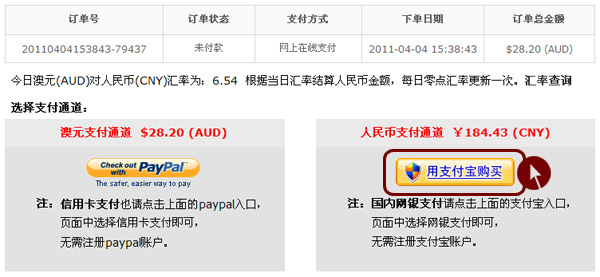 订单号 订单状态 支付方式 下单日期 订单总金额
20110404153843-79437 未付款 网上在线支付 2011-04-04 15:38:43 $28.20 (AUD)
今日澳元(AUD)对人民币(CNY)汇率为：6.54 根据当日汇率结算人民币金额，每日零点汇率更新一次。汇率查询
选择支付通道：
澳元支付通道 $28.20 (AUD)
Check out with PayPal
The safer, easier way to pay
注：信用卡支付也请点击上面的paypal入口，
页面中选择信用卡支付即可，
无需注册paypal账户。
人民币支付通道 ￥184.43 (CNY)
用支付宝购买
注：国内网银支付请点击上面的支付宝入口，
页面中选择网银支付即可，
无需注册支付宝账户。